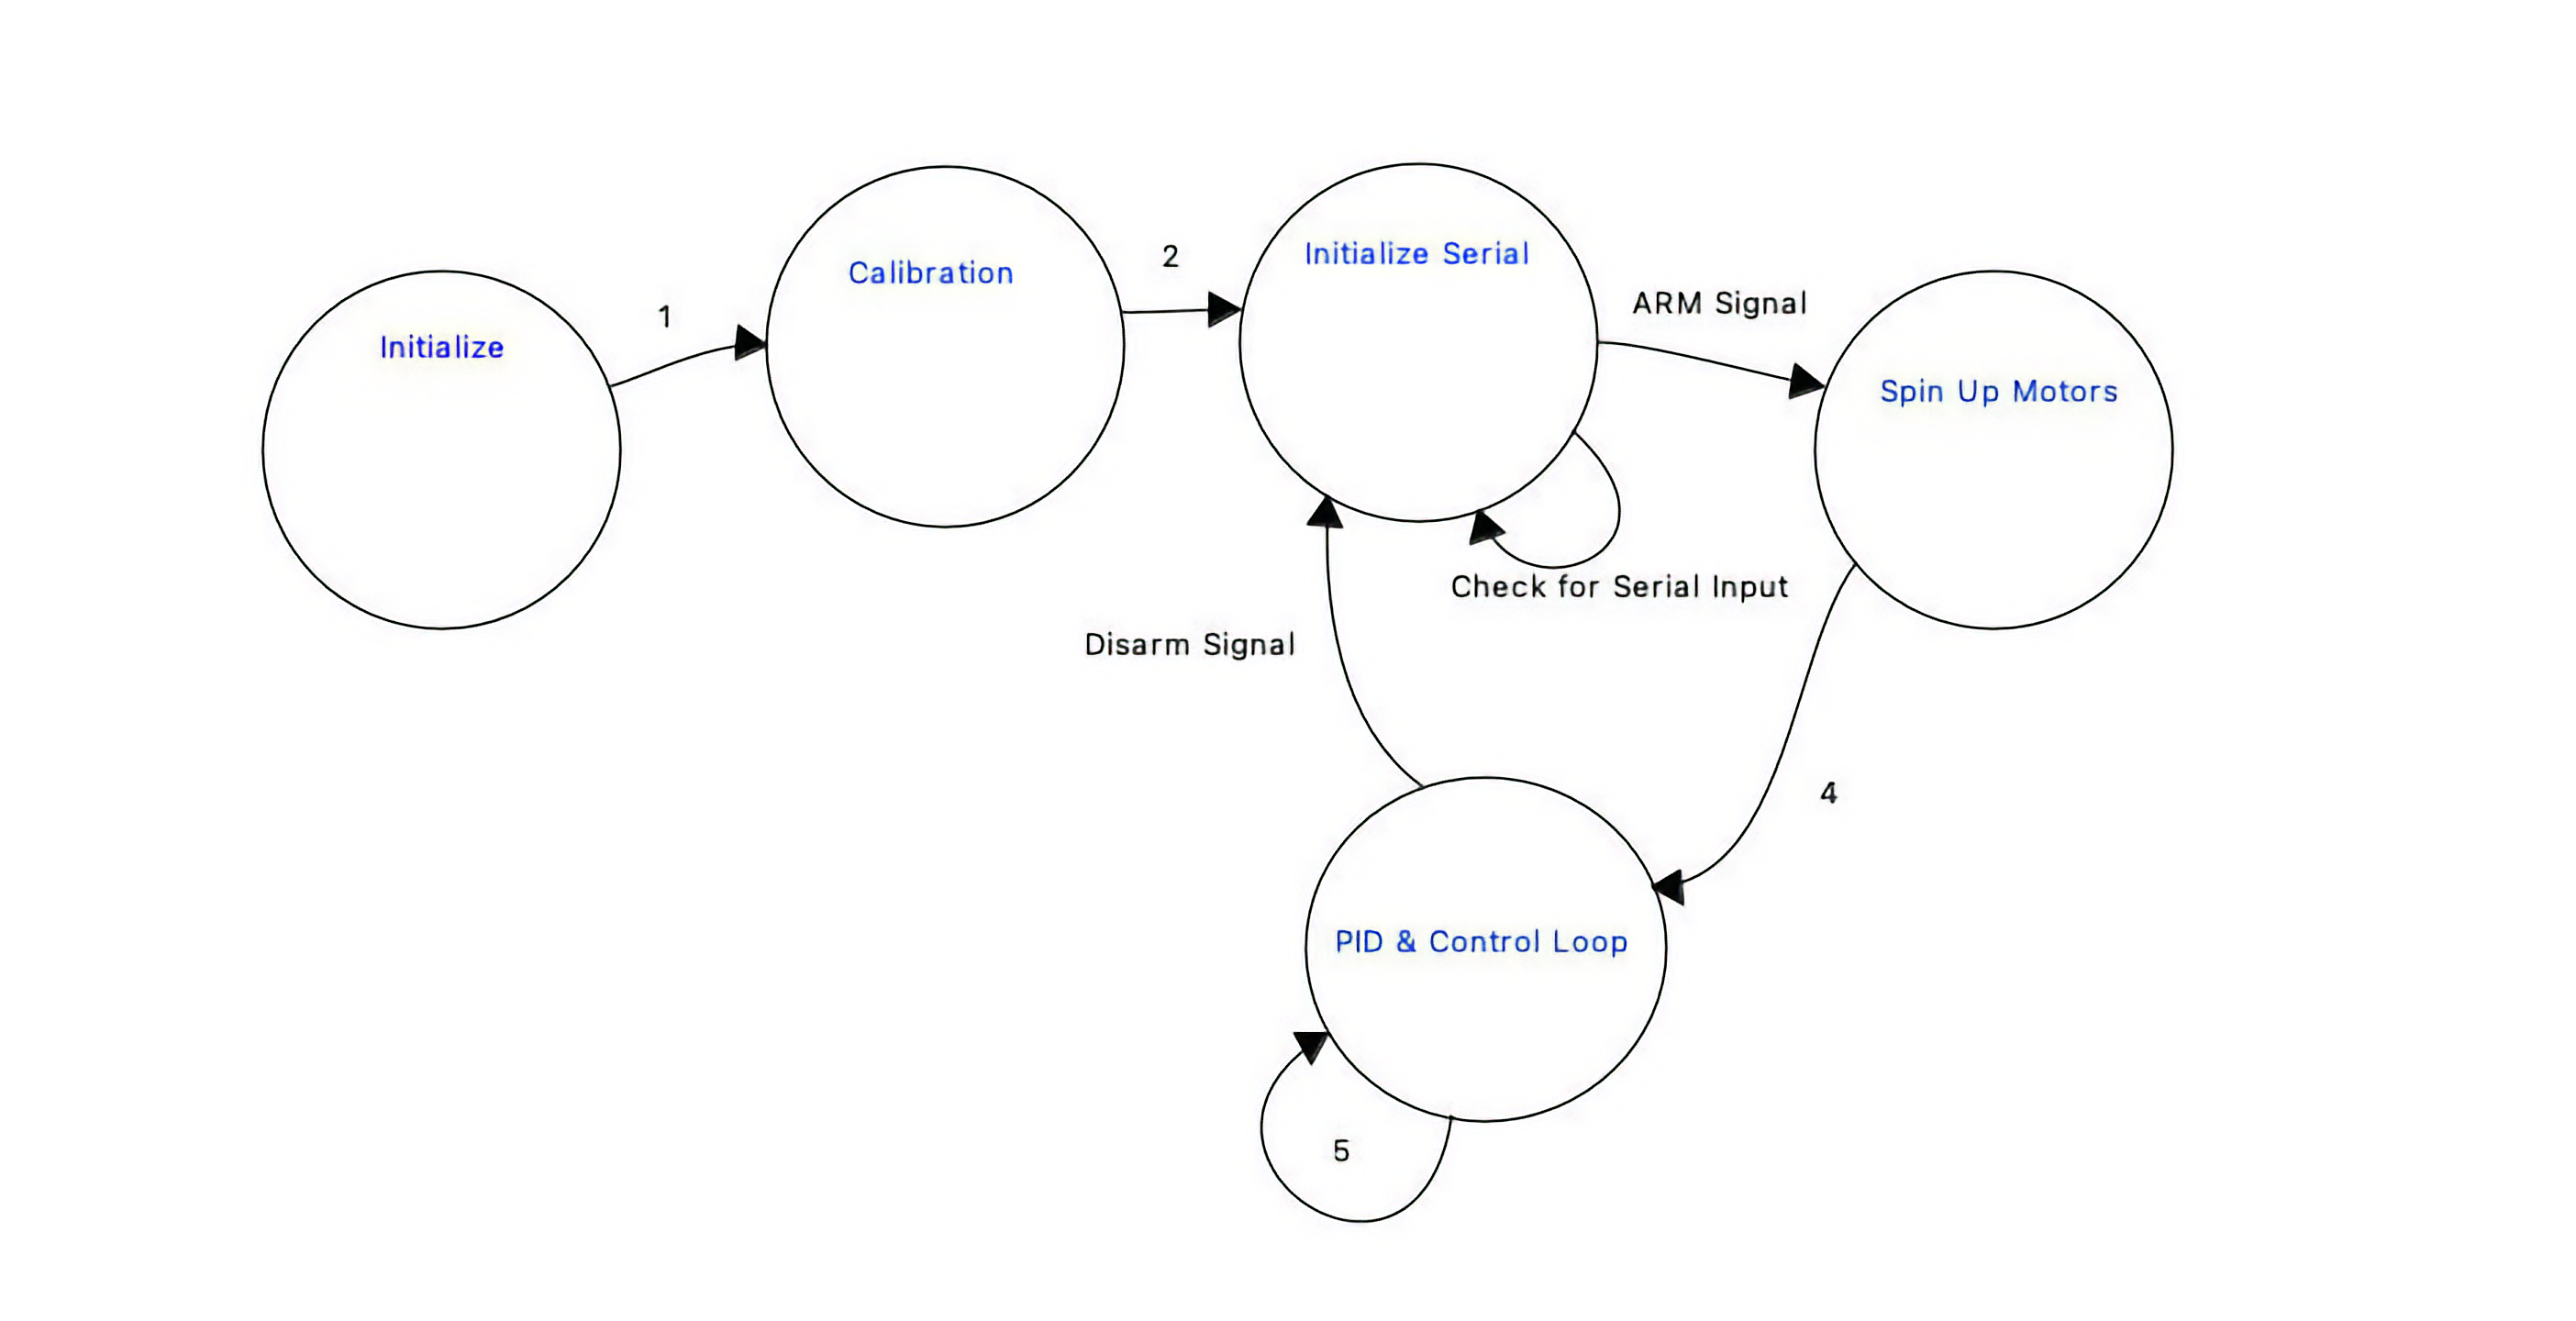 Initialize
1
Calibration
2
Initialize Serial
ARM Signal
Spin Up Motors
Check for Serial Input
Disarm Signal
4
PID & Control Loop
5